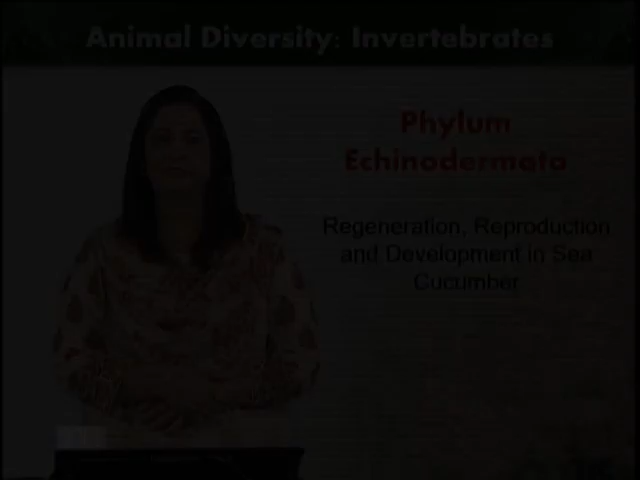 Animal Diversity: Invertebrates
Phylum
Echinodermata
Regeneration, Reproduction
and Development in Sea
Cucumber